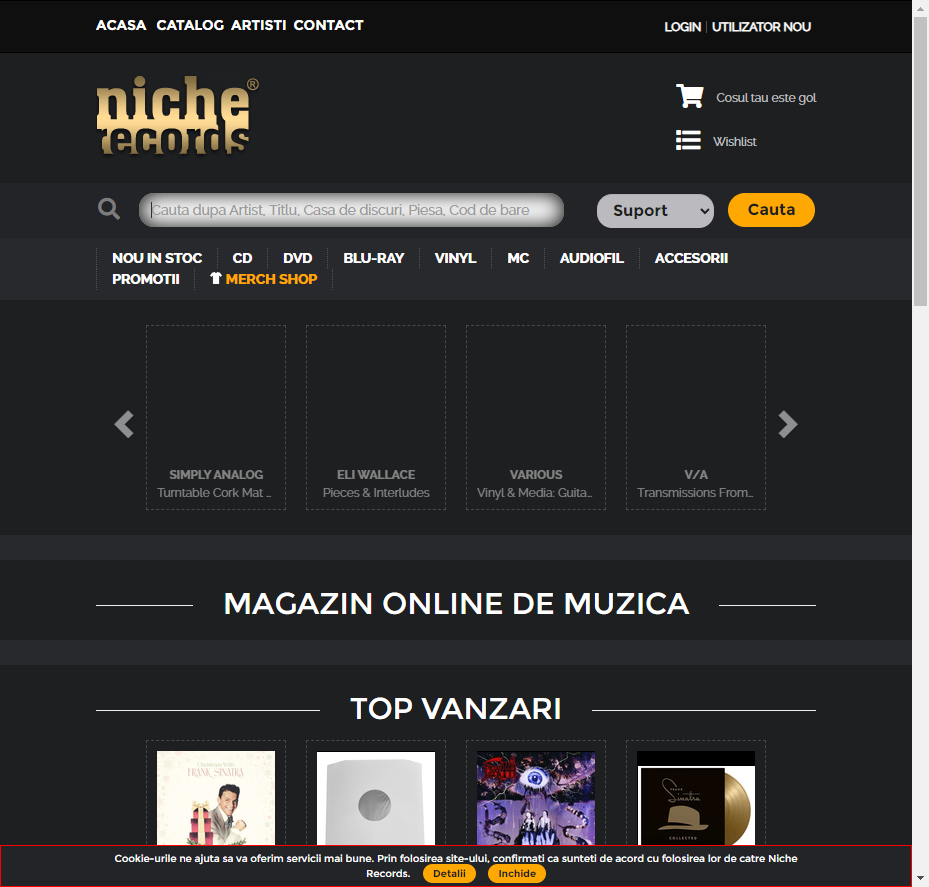 ACASA CATALOG ARTISTI CONTACT
LOGIN | UTILIZATOR NOU
niche®
records
Cosul tau este gol
Wishlist
Cauta dupa Artist, Titlu, Casa de discuri, Piesa, Cod de bare
Suport
Cauta
NOU IN STOC CD DVD BLU-RAY VINYL MC AUDIOFIL ACCESORII
PROMOTII MERCH SHOP
SIMPLY ANALOG
Turntable Cork Mat ...
ELI WALLACE
Pieces & Interludes
VARIOUS
Vinyl & Media: Guita...
V/A
Transmissions From...
MAGAZIN ONLINE DE MUZICA
TOP VANZARI
Christmas With
FRANK SINATRA
Sinatra
COLLECTED
Cookie-urile ne ajuta sa va oferim servicii mai bune. Prin folosirea site-ului, confirmati ca sunteti de acord cu folosirea lor de catre Niche
Records. Detalii Inchide